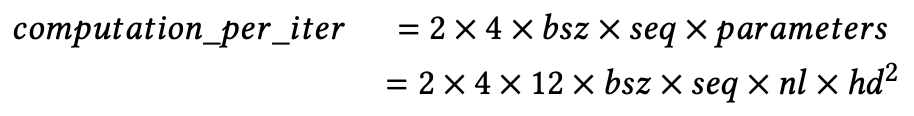 computation_per_iter = 2 × 4 × bsz × seq × parameters
= 2 × 4 × 12 × bsz × seq × nl × hd²